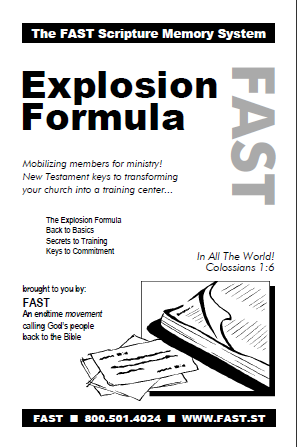 The FAST Scripture Memory System
Explosion
Formula
FAST
Mobilizing members for ministry!
New Testament keys to transforming
your church into a training center...
The Explosion Formula
Back to Basics
Secrets to Training
Keys to Commitment
In All The World!
Colossians 1:6
brought to you by:
FAST
An endtime movement
calling God's people
back to the Bible
FAST ■ 800.501.4024 ■ WWW.FAST.ST